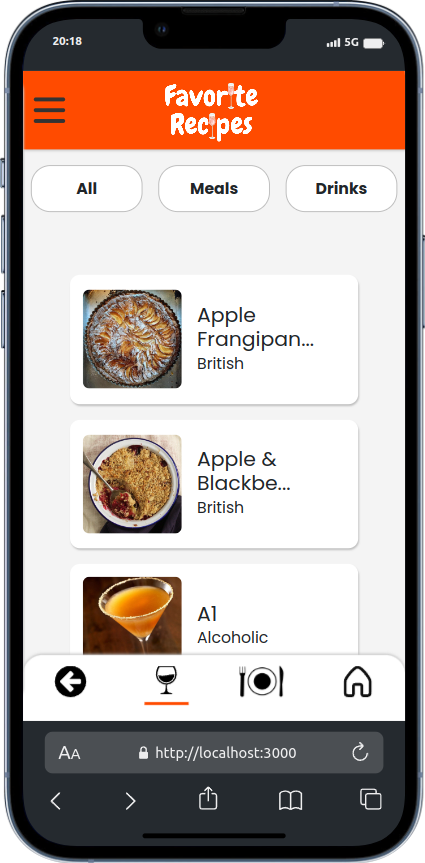 20:18
5G
Favorite
Recipes
All
Meals
Drinks
Apple
Frangipan...
British
Apple &
Blackbe...
British
A1
Alcoholic
AA http://localhost:3000